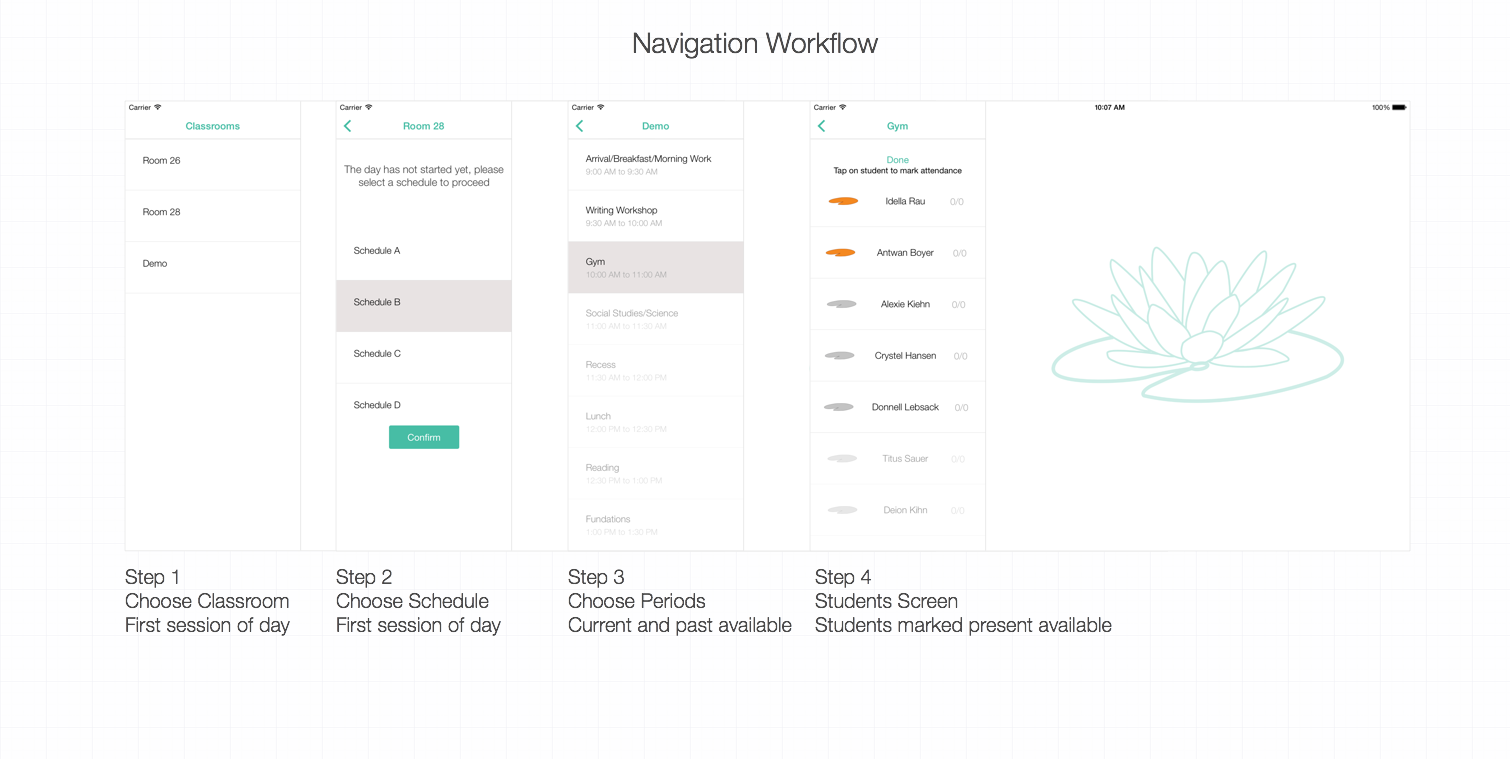 Navigation Workflow
Carrier
Classrooms
Room 26
Room 28
Demo
Carrier
Room 28
The day has not started yet, please
select a schedule to proceed
Schedule A
Schedule B
Schedule C
Schedule D
Confirm
Carrier
Demo
Arrival/Breakfast/Morning Work
9:00 AM to 9:30 AM
Writing Workshop
9:30 AM to 10:00 AM
Gym
10:00 AM to 11:00 AM
Social Studies/Science
11:00 AM to 11:30 AM
Recess
11:30 AM to 12:00 PM
Lunch
12:00 PM to 12:30 PM
Reading
12:30 PM to 1:00 PM
Fundations
1:00 PM to 1:30 PM
Carrier
10:07 AM
100%
Gym
Done
Tap on student to mark attendance
Idella Rau 0/0
Antwan Boyer 0/0
Alexie Kiehn 0/0
Crystel Hansen 0/0
Donnell Lebsack 0/0
Titus Sauer 0/0
Deion Kihn 0/0
Step 1
Choose Classroom
First session of day
Step 2
Choose Schedule
First session of day
Step 3
Choose Periods
Current and past available
Step 4
Students Screen
Students marked present available